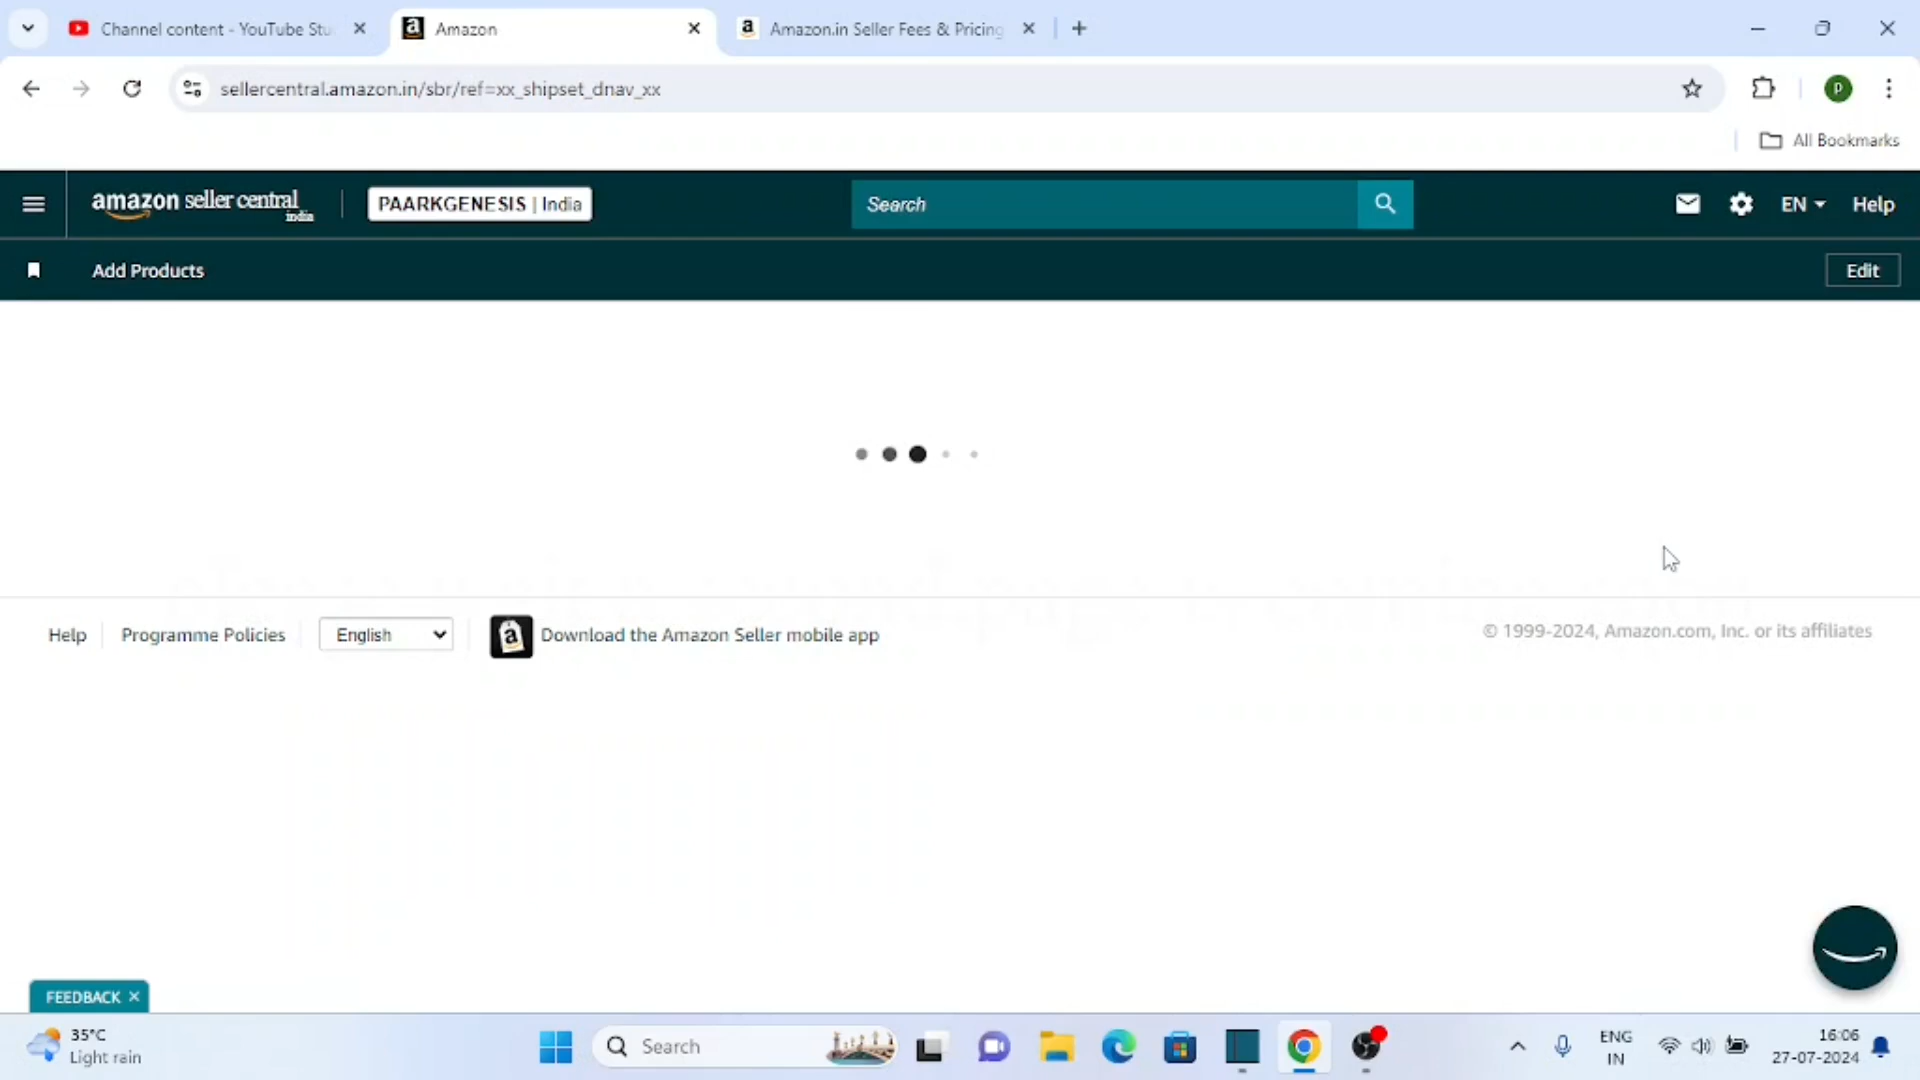 Channel content - YouTube Stu
Amazon
Amazon.in Seller Fees & Pricing
sellercentral.amazon.in/sbr/ref=xx_shipset_dnav_xx
P
All Bookmarks
amazon seller central
india
PAARKGENESIS | India
Search
EN
Help
Add Products
Edit
Help
Programme Policies
English
Download the Amazon Seller mobile app
© 1999-2024, Amazon.com, Inc. or its affiliates
FEEDBACK
35°C
Light rain
Search
ENG
IN
16:06
27-07-2024